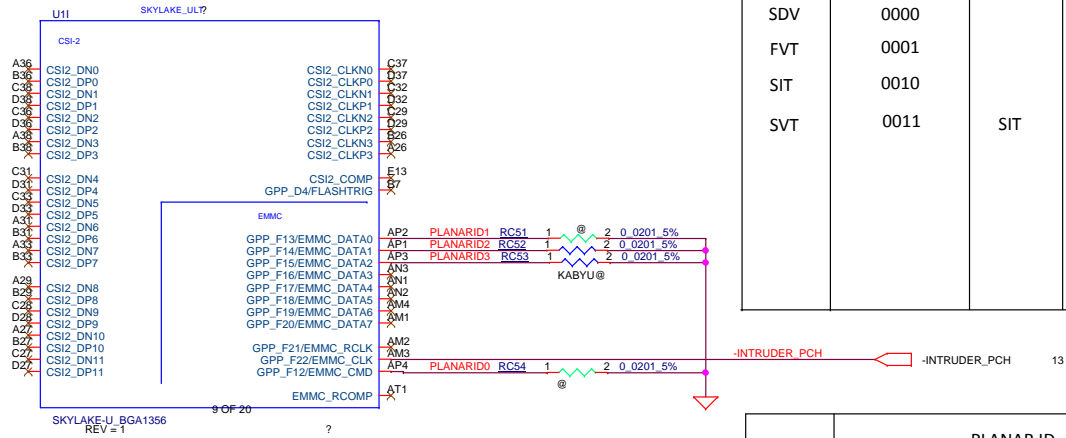 U1I SKYLAKE_ULT?
CSI-2
A36 CSI2_DN0 CSI2_CLKN0 C37
B36 CSI2_DP0 CSI2_CLKP0 D37
C38 CSI2_DN1 CSI2_CLKN1 C32
D38 CSI2_DP1 CSI2_CLKP1 D32
C36 CSI2_DN2 CSI2_CLKN2 C29
D36 CSI2_DP2 CSI2_CLKP2 D29
A38 CSI2_DN3 CSI2_CLKN3 B26
B38 CSI2_DP3 CSI2_CLKP3 A26
C31 CSI2_DN4 CSI2_COMP E13
D31 CSI2_DP4 GPP_D4/FLASHTRIG B7
C33 CSI2_DN5
D33 CSI2_DP5
A31 CSI2_DN6 EMMC
B31 CSI2_DP6 GPP_F13/EMMC_DATA0 AP2 PLANARID1 RC51 1 @ 2 0_0201_5%
A33 CSI2_DN7 GPP_F14/EMMC_DATA1 AP1 PLANARID2 RC52 1 2 0_0201_5%
B33 CSI2_DP7 GPP_F15/EMMC_DATA2 AP3 PLANARID3 RC53 1 2 0_0201_5%
GPP_F16/EMMC_DATA3 AN3 KABYU@
A29 CSI2_DN8 GPP_F17/EMMC_DATA4 AN1
B29 CSI2_DP8 GPP_F18/EMMC_DATA5 AN2
C28 CSI2_DN9 GPP_F19/EMMC_DATA6 AM4
D28 CSI2_DP9 GPP_F20/EMMC_DATA7 AM1
A27 CSI2_DN10
B27 CSI2_DP10 GPP_F21/EMMC_RCLK AM2
C27 CSI2_DN11 GPP_F22/EMMC_CLK AM3 -INTRUDER_PCH -INTRUDER_PCH 13
D27 CSI2_DP11 GPP_F12/EMMC_CMD AP4 PLANARID0 RC54 1 @ 2 0_0201_5%
EMMC_RCOMP AT1
9 OF 20
SKYLAKE-U_BGA1356
REV = 1 ?
SDV 0000
FVT 0001
SIT 0010
SVT 0011 SIT
PLANAR ID